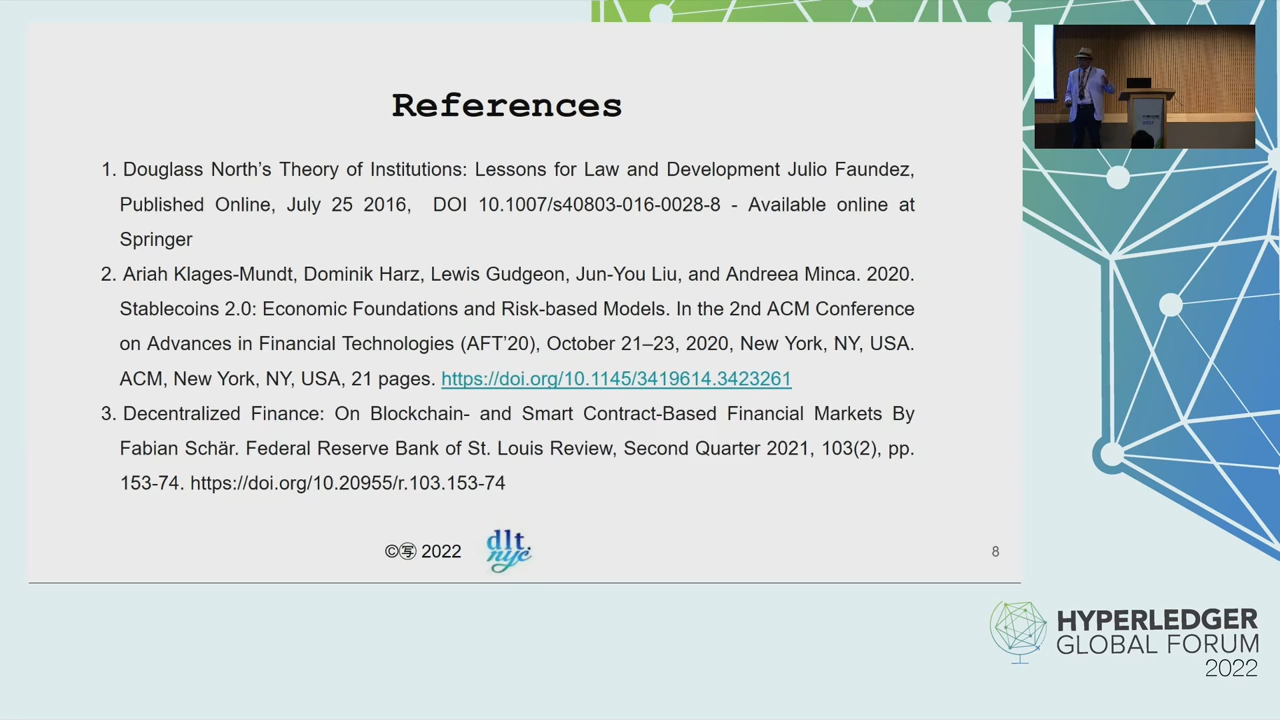 References
1. Douglass North's Theory of Institutions: Lessons for Law and Development Julio Faundez,
Published Online, July 25 2016, DOI 10.1007/s40803-016-0028-8 - Available online at
Springer
2. Ariah Klages-Mundt, Dominik Harz, Lewis Gudgeon, Jun-You Liu, and Andreea Minca. 2020.
Stablecoins 2.0: Economic Foundations and Risk-based Models. In the 2nd ACM Conference
on Advances in Financial Technologies (AFT'20), October 21–23, 2020, New York, NY, USA.
ACM, New York, NY, USA, 21 pages. https://doi.org/10.1145/3419614.3423261
3. Decentralized Finance: On Blockchain- and Smart Contract-Based Financial Markets By
Fabian Schär. Federal Reserve Bank of St. Louis Review, Second Quarter 2021, 103(2), pp.
153-74. https://doi.org/10.20955/r.103.153-74
©㊢ 2022
dlt.
nyc
8
HYPERLEDGER
GLOBAL FORUM
2022